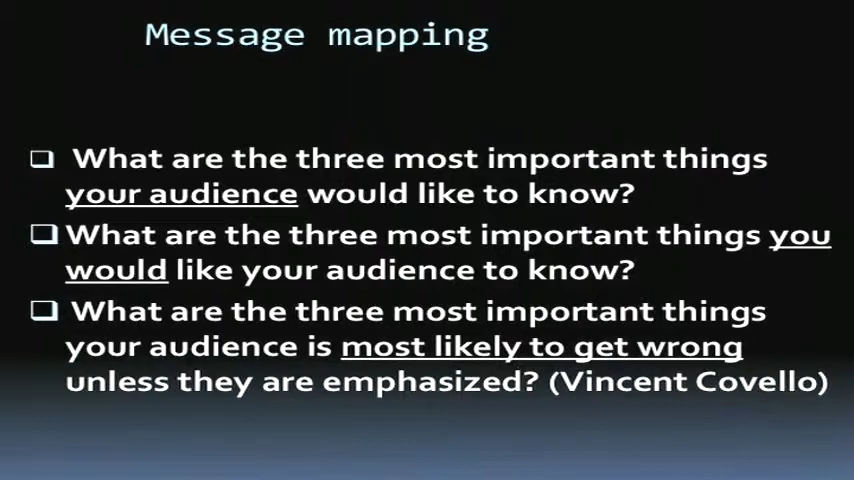 Message mapping
What are the three most important things
your audience would like to know?
What are the three most important things you
would like your audience to know?
What are the three most important things
your audience is most likely to get wrong
unless they are emphasized? (Vincent Covello)